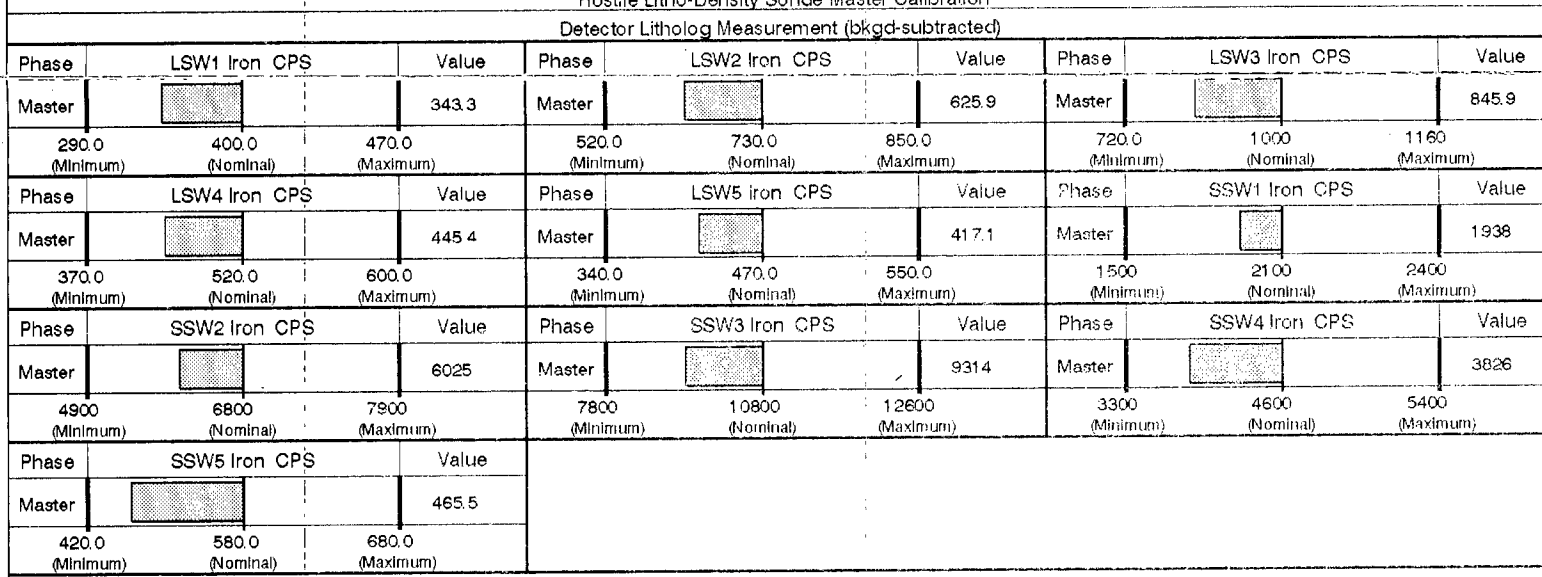 Hostile Litho-Density Sonde Master Calibration
Detector Litholog Measurement (bkgd-subtracted)
Phase LSW1 Iron CPS Value Phase LSW2 Iron CPS Value Phase LSW3 Iron CPS Value
Master 343.3 Master 625.9 Master 845.9
290.0 400.0 470.0 520.0 730.0 850.0 720.0 1000 1160
(Minimum) (Nominal) (Maximum) (Minimum) (Nominal) (Maximum) (Minimum) (Nominal) (Maximum)
Phase LSW4 Iron CPS Value Phase LSW5 Iron CPS Value Phase SSW1 Iron CPS Value
Master 445.4 Master 417.1 Master 1938
370.0 520.0 600.0 340.0 470.0 550.0 1500 2100 2400
(Minimum) (Nominal) (Maximum) (Minimum) (Nominal) (Maximum) (Minimum) (Nominal) (Maximum)
Phase SSW2 Iron CPS Value Phase SSW3 Iron CPS Value Phase SSW4 Iron CPS Value
Master 6025 Master 9314 Master 3826
4900 6800 7900 7800 10800 12600 3300 4600 5400
(Minimum) (Nominal) (Maximum) (Minimum) (Nominal) (Maximum) (Minimum) (Nominal) (Maximum)
Phase SSW5 Iron CPS Value
Master 465.5
420.0 580.0 680.0
(Minimum) (Nominal) (Maximum)